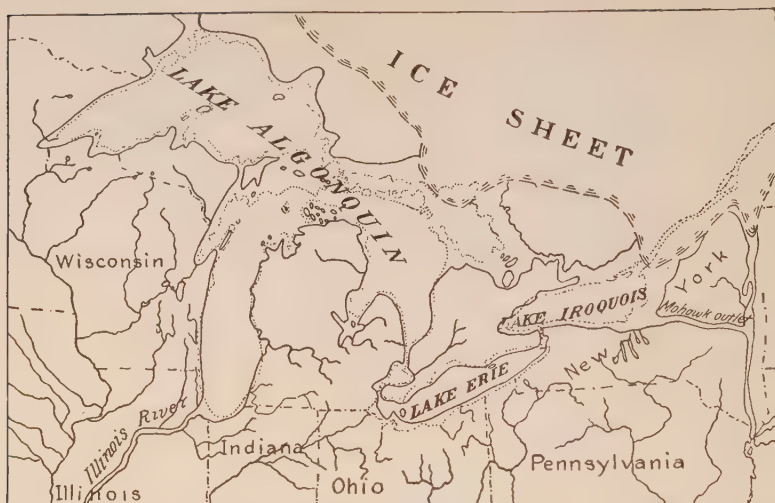 ICE SHEET
LAKE ALGONQUIN
Wisconsin
New York
LAKE IROQUOIS
Mohawk outlet
LAKE ERIE
Illinois River
Indiana
Pennsylvania
Illinois
Ohio